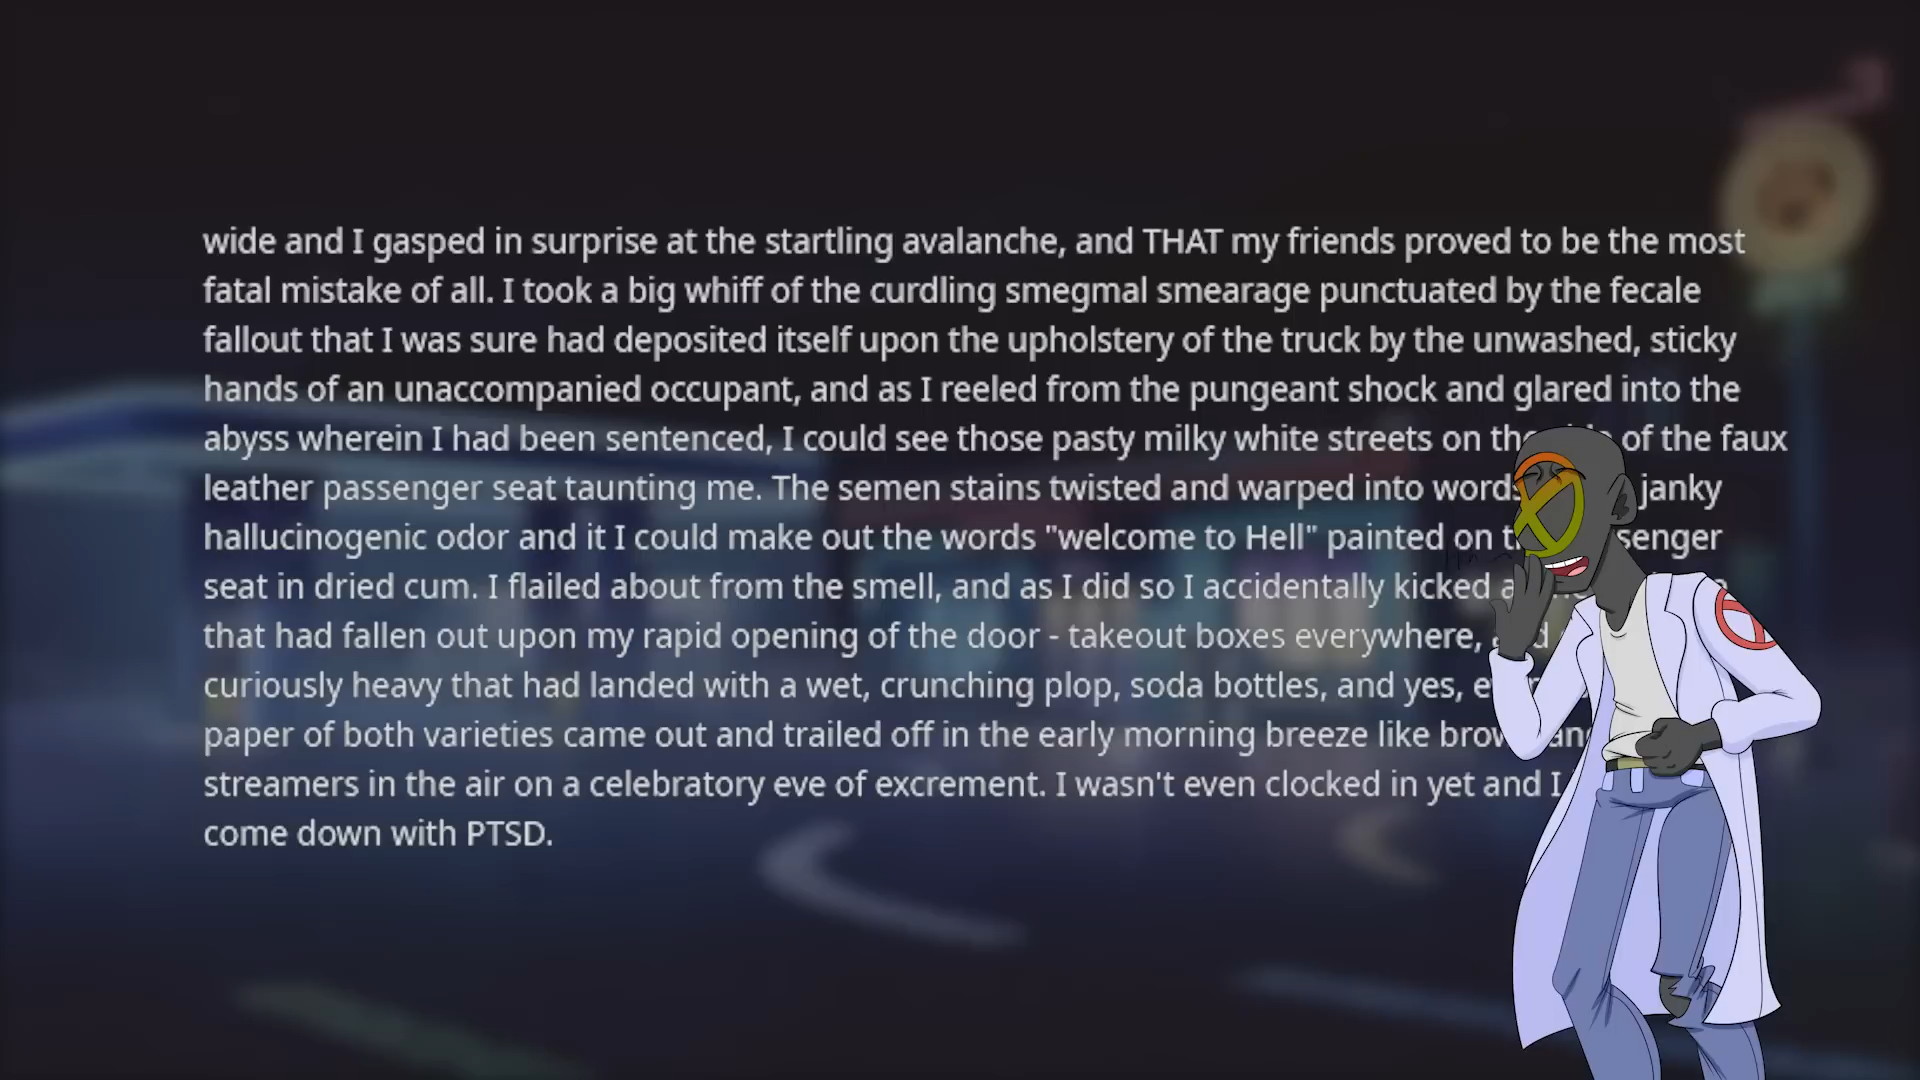 wide and I gasped in surprise at the startling avalanche, and THAT my friends proved to be the most
fatal mistake of all. I took a big whiff of the curdling smegmal smearage punctuated by the fecale
fallout that I was sure had deposited itself upon the upholstery of the truck by the unwashed, sticky
hands of an unaccompanied occupant, and as I reeled from the pungeant shock and glared into the
abyss wherein I had been sentenced, I could see those pasty milky white streets on of the faux
leather passenger seat taunting me. The semen stains twisted and warped into words janky
hallucinogenic odor and it I could make out the words "welcome to Hell" painted on
seat in dried cum. I flailed about from the smell, and as I did so I accidentally kicked
that had fallen out upon my rapid opening of the door - takeout boxes everywhere,
curiously heavy that had landed with a wet, crunching plop, soda bottles, and yes,
paper of both varieties came out and trailed off in the early morning breeze like
streamers in the air on a celebratory eve of excrement. I wasn't even clocked in yet and I
come down with PTSD.